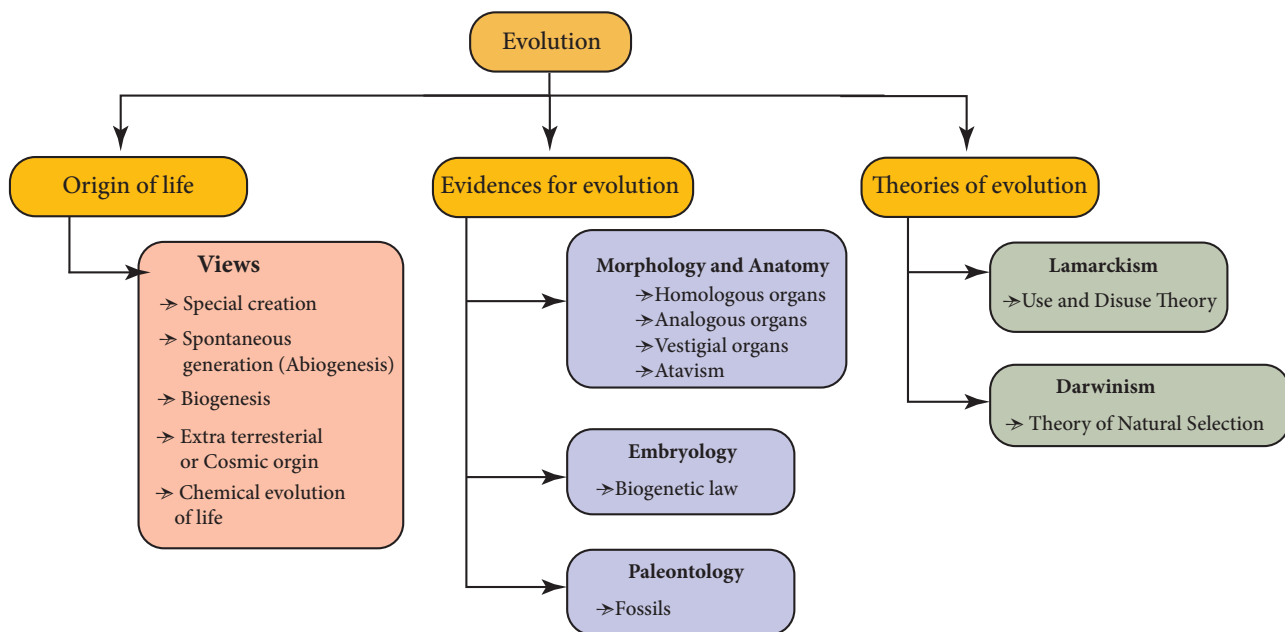 Evolution
Origin of life
Views
→ Special creation
→ Spontaneous
generation (Abiogenesis)
→ Biogenesis
→ Extra terresterial
or Cosmic orgin
→ Chemical evolution
of life
Evidences for evolution
Morphology and Anatomy
→Homologous organs
→Analogous organs
→Vestigial organs
→Atavism
Embryology
→Biogenetic law
Paleontology
→Fossils
Theories of evolution
Lamarckism
→Use and Disuse Theory
Darwinism
→ Theory of Natural Selection